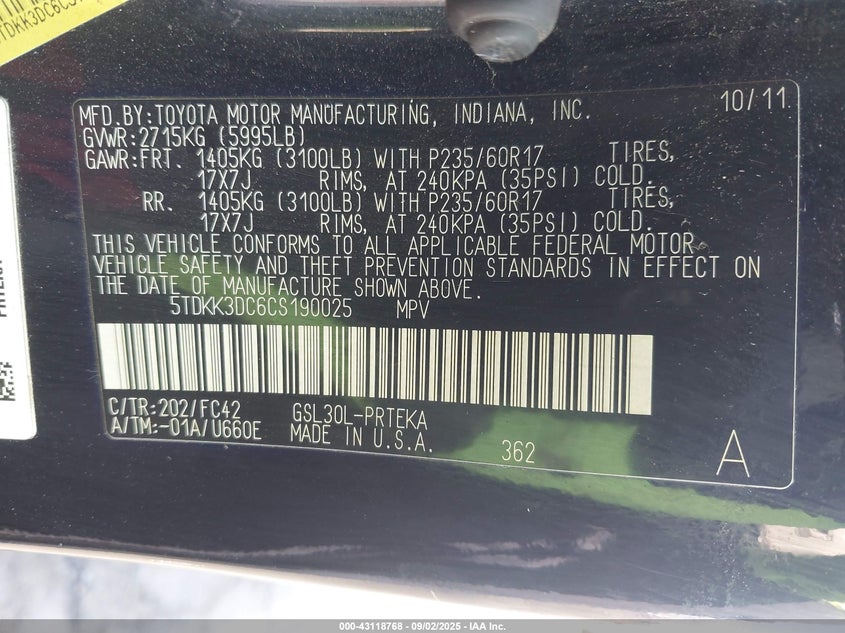 TDKK3DC6CS
MFD.BY:TOYOTA MOTOR MANUFACTURING, INDIANA, INC. 10/11
GVWR:2715KG (5995LB)
GAWR:FRT. 1405KG (3100LB) WITH P235/60R17 TIRES,
17X7J RIMS, AT 240KPA (35PSI) COLD.
RR. 1405KG (3100LB) WITH P235/60R17 TIRES,
17X7J RIMS, AT 240KPA (35PSI) COLD.
THIS VEHICLE CONFORMS TO ALL APPLICABLE FEDERAL MOTOR
VEHICLE SAFETY AND THEFT PREVENTION STANDARDS IN EFFECT ON
THE DATE OF MANUFACTURE SHOWN ABOVE.
5TDKK3DC6CS190025 MPV
C/TR:202/FC42 GSL30L-PRTEKA
A/TM:-01A/U660E MADE IN U.S.A.
362 A
000-43118768 - 09/02/2025 - IAA Inc.